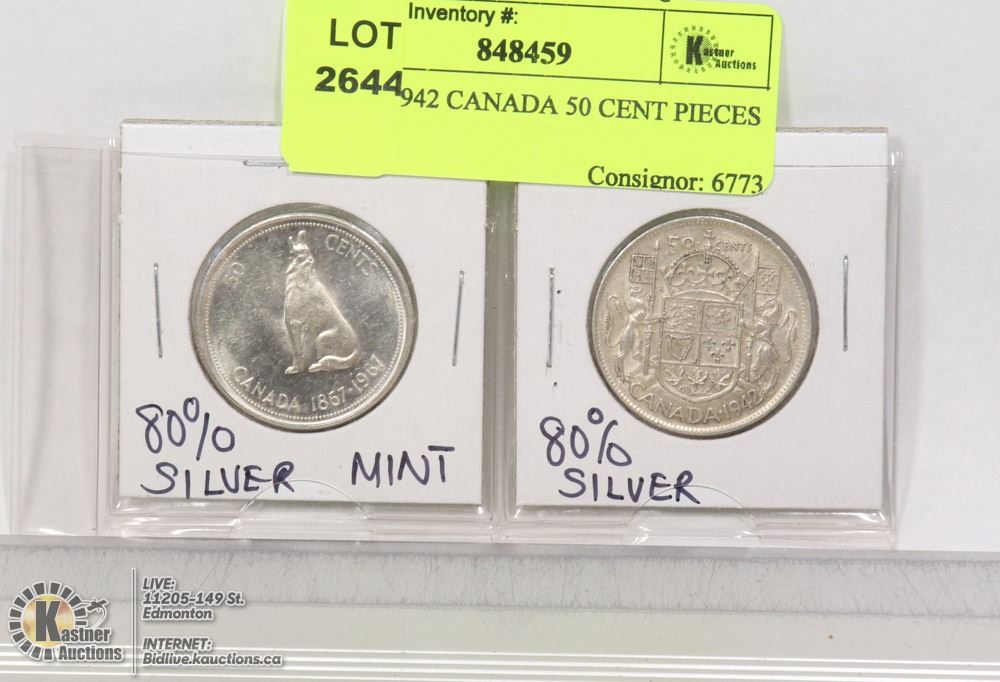 Inventory #:
LOT 848459
Kastner
Auctions
2644
942 CANADA 50 CENT PIECES
Consignor: 6773
50 CENTS
CANADA 1867-1967
80%
SILVER MINT
50 CENTS
CANADA·1942
80%
SILVER
Kastner
Auctions
LIVE:
11205-149 St.
Edmonton
INTERNET:
Bidlive.kauctions.ca